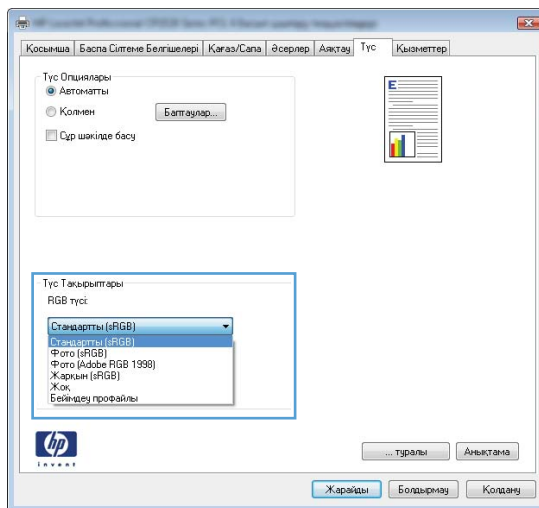 Қосымша Баспа Сілтеме Белгішелері Қағаз/Сапа Әсерлер Аяқтау Түс Қызметтер
Түс Опциялары
Автоматты
Қолмен Баптаулар...
Сұр шәкілде басу
E
Түс Тақырыптары
RGB түсі:
Стандартты (sRGB)
Стандартты (sRGB)
Фото (sRGB)
Фото (Adobe RGB 1998)
Жарқын (sRGB)
Жоқ
Бейімдеу профайлы
hp
invent
... туралы Анықтама
Жарайды Болдырмау Қолдану